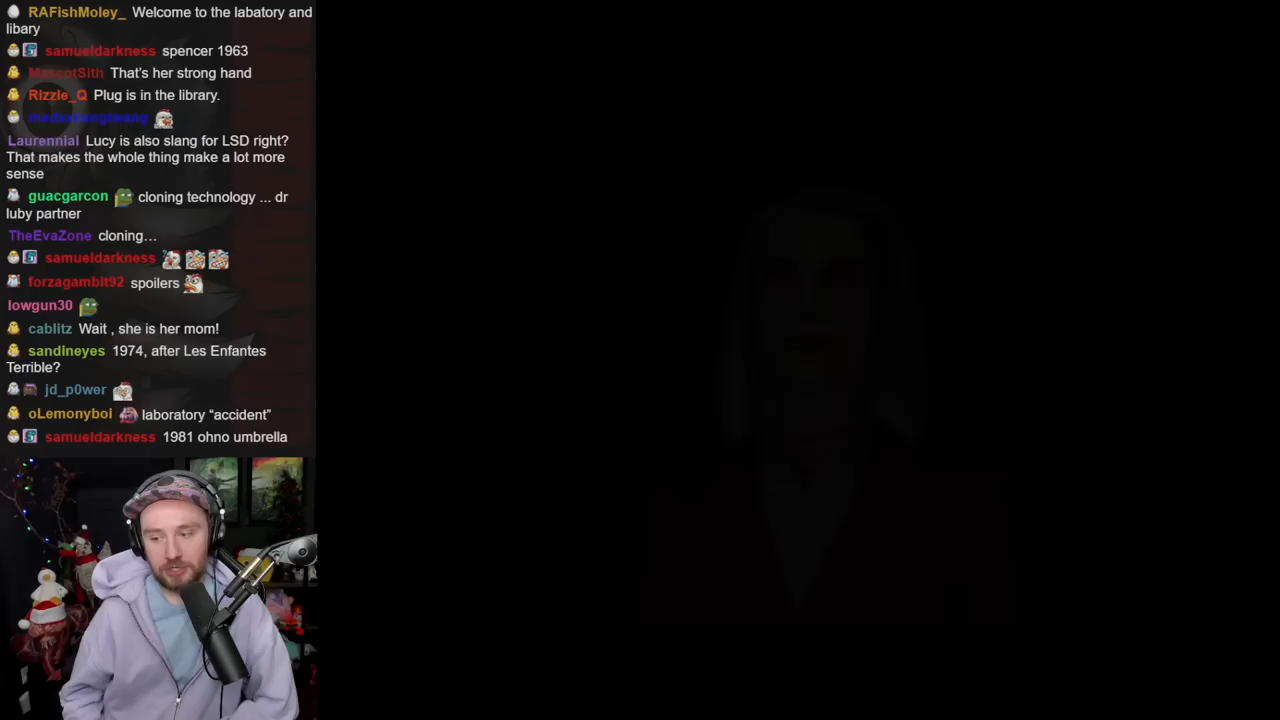 RAFishMoley_ Welcome to the labatory and
libary
samueldarkness spencer 1963
MascotSith That's her strong hand
Rizzle_Q Plug is in the library.
Laurennial Lucy is also slang for LSD right?
That makes the whole thing make a lot more
sense
guacgarcon cloning technology ... dr
luby partner
TheEvaZone cloning…
samueldarkness
forzagambit92 spoilers
lowgun30
cablitz Wait , she is her mom!
sandineyes 1974, after Les Enfantes
Terrible?
jd_p0wer
oLemonyboi laboratory “accident”
samueldarkness 1981 ohno umbrella